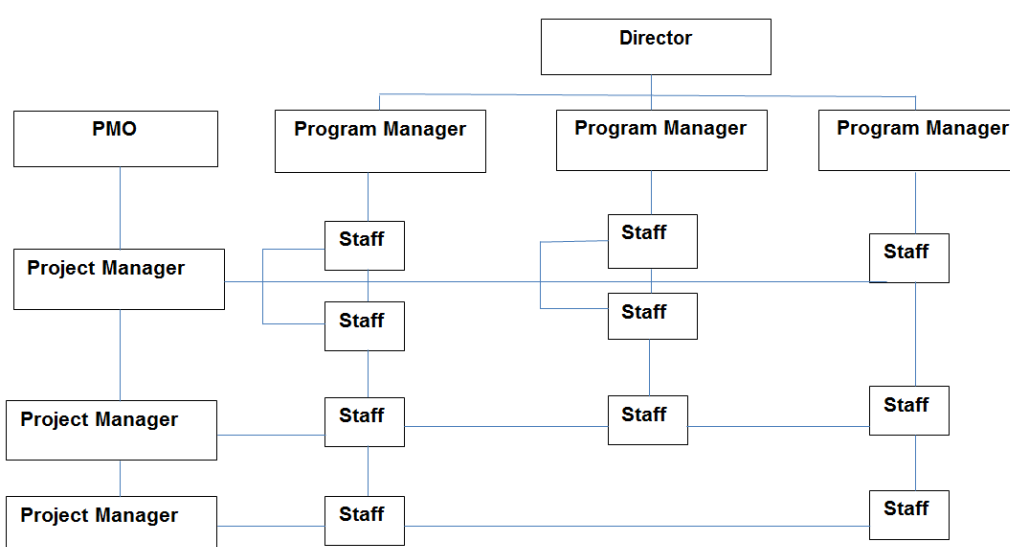 Director
PMO
Program Manager
Program Manager
Program Manager
Staff
Staff
Staff
Project Manager
Staff
Staff
Project Manager
Staff
Staff
Staff
Project Manager
Staff
Staff